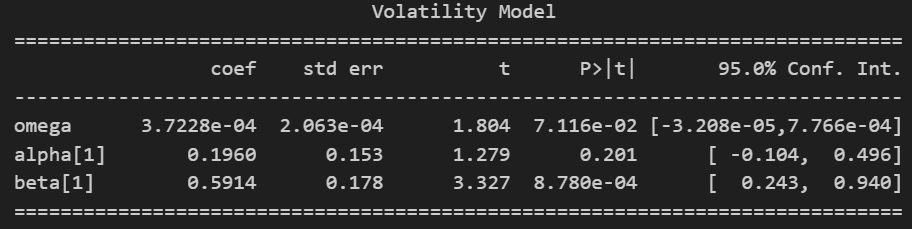 Volatility Model
==========================================================================
coef std err t P>|t| 95.0% Conf. Int.
--------------------------------------------------------------------------
omega 3.7228e-04 2.063e-04 1.804 7.116e-02 [-3.208e-05,7.766e-04]
alpha[1] 0.1960 0.153 1.279 0.201 [ -0.104, 0.496]
beta[1] 0.5914 0.178 3.327 8.780e-04 [ 0.243, 0.940]
==========================================================================